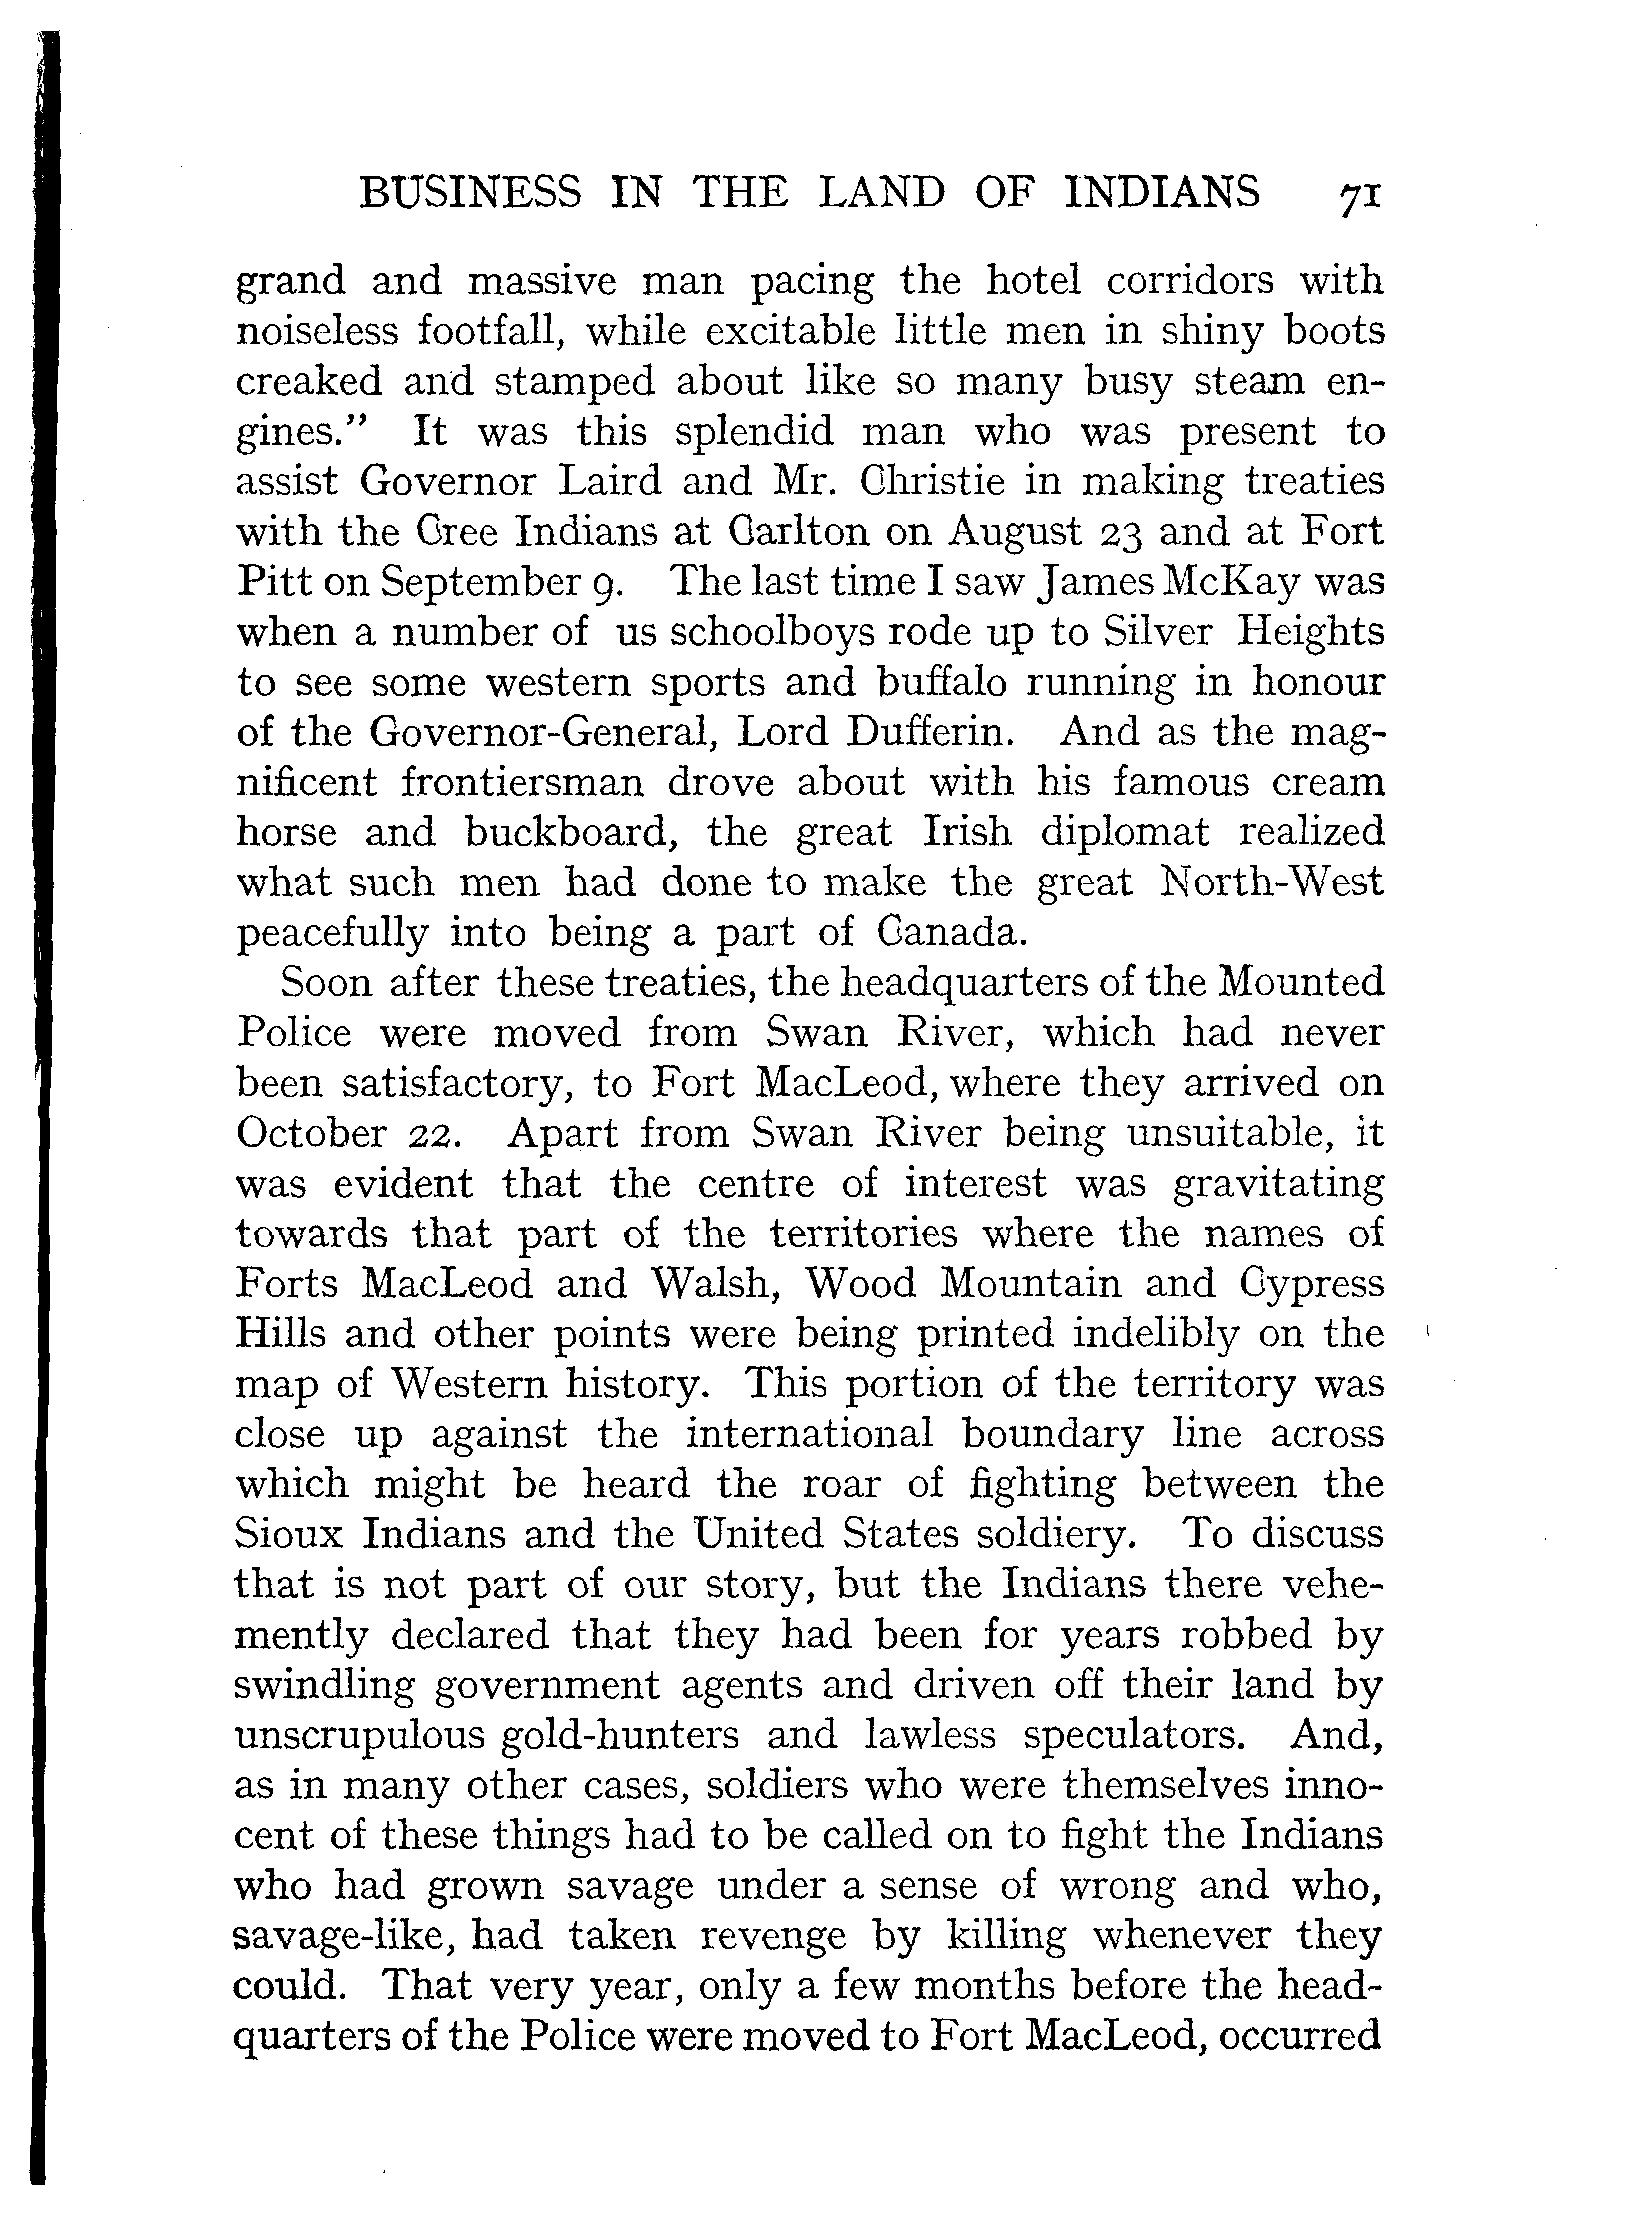 BUSINESS IN THE LAND OF INDIANS 71
grand and massive man pacing the hotel corridors with
noiseless footfall, while excitable little men in shiny boots
creaked and stamped about like so many busy steam en-
gines." It was this splendid man who was present to
assist Governor Laird and Mr. Christie in making treaties
with the Cree Indians at Carlton on August 23 and at Fort
Pitt on September 9. The last time I saw James McKay was
when a number of us schoolboys rode up to Silver Heights
to see some western sports and buffalo running in honour
of the Governor-General, Lord Dufferin. And as the mag-
nificent frontiersman drove about with his famous cream
horse and buckboard, the great Irish diplomat realized
what such men had done to make the great North-West
peacefully into being a part of Canada.
Soon after these treaties, the headquarters of the Mounted
Police were moved from Swan River, which had never
been satisfactory, to Fort MacLeod, where they arrived on
October 22. Apart from Swan River being unsuitable, it
was evident that the centre of interest was gravitating
towards that part of the territories where the names of
Forts MacLeod and Walsh, Wood Mountain and Cypress
Hills and other points were being printed indelibly on the
map of Western history. This portion of the territory was
close up against the international boundary line across
which might be heard the roar of fighting between the
Sioux Indians and the United States soldiery. To discuss
that is not part of our story, but the Indians there vehe-
mently declared that they had been for years robbed by
swindling government agents and driven off their land by
unscrupulous gold-hunters and lawless speculators. And,
as in many other cases, soldiers who were themselves inno-
cent of these things had to be called on to fight the Indians
who had grown savage under a sense of wrong and who,
savage-like, had taken revenge by killing whenever they
could. That very year, only a few months before the head-
quarters of the Police were moved to Fort MacLeod, occurred